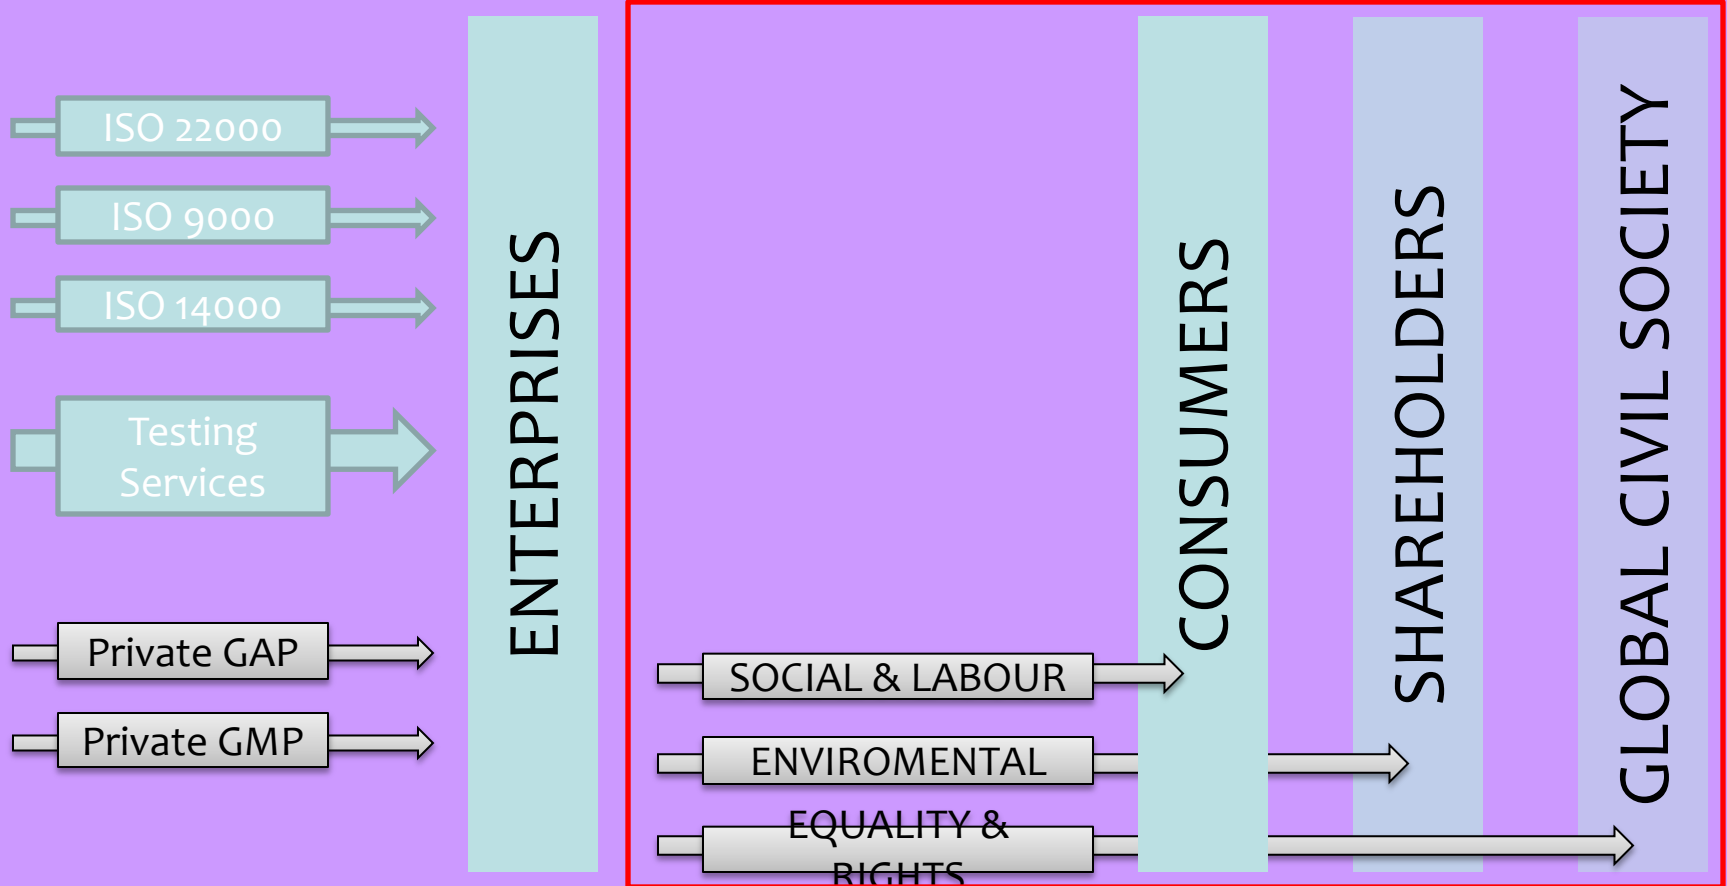 ISO 22000
ISO 9000
ISO 14000
Testing
Services
Private GAP
Private GMP
ENTERPRISES
SOCIAL & LABOUR
ENVIROMENTAL
EQUALITY &
RIGHTS
CONSUMERS
SHAREHOLDERS
GLOBAL CIVIL SOCIETY